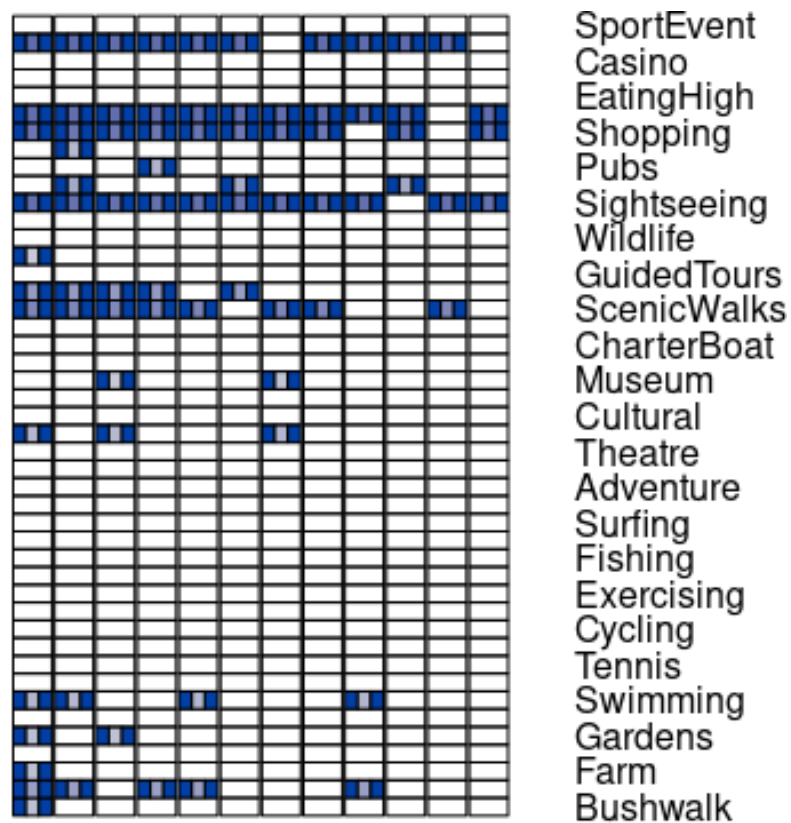 SportEvent
Casino
EatingHigh
Shopping
Pubs
Sightseeing
Wildlife
GuidedTours
ScenicWalks
CharterBoat
Museum
Cultural
Theatre
Adventure
Surfing
Fishing
Exercising
Cycling
Tennis
Swimming
Gardens
Farm
Bushwalk